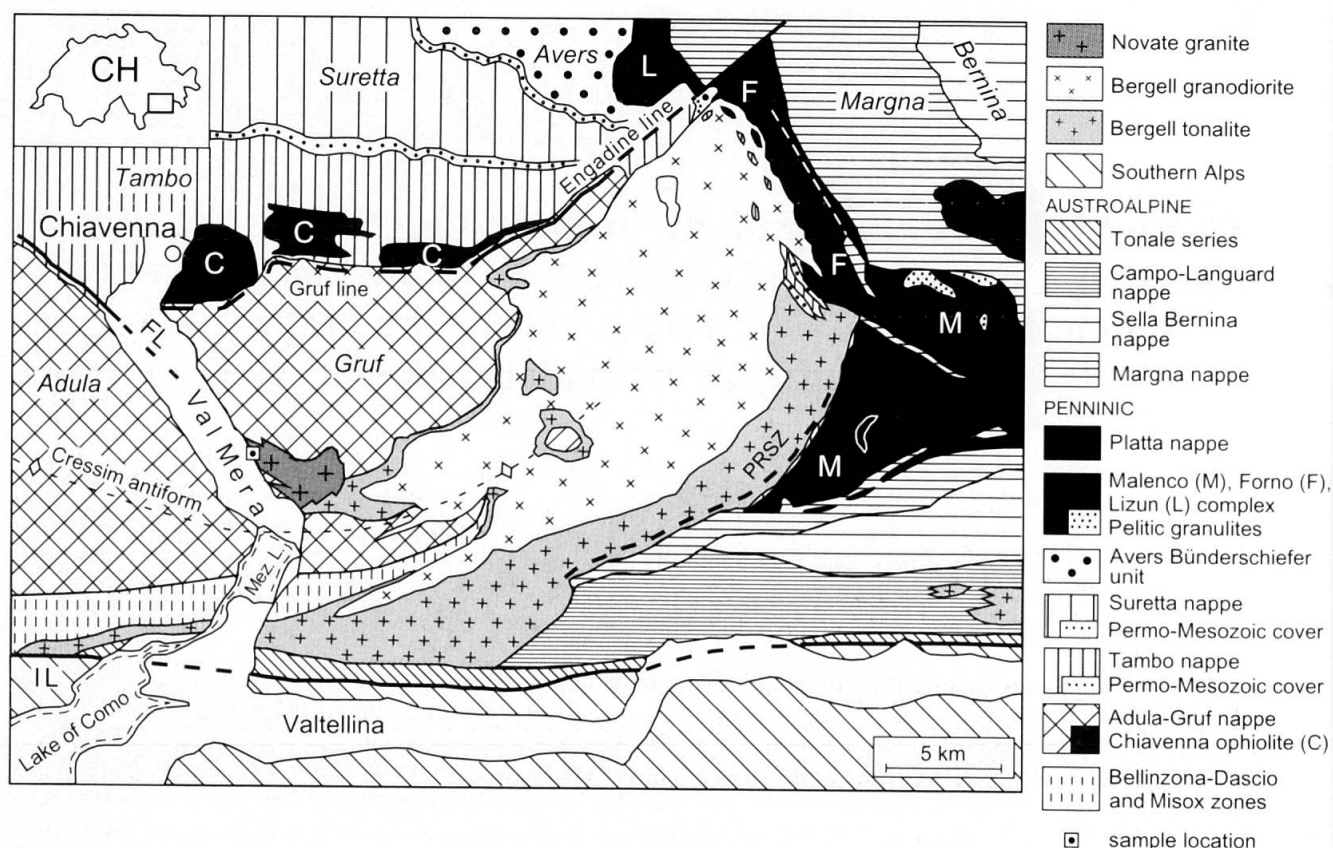 CH
Suretta
Avers
L
F
Margna
Bernina
Engadine line
Tambo
Chiavenna
C
C
C
Gruf line
FL
Gruf
Adula
Val Mera
F
M
Cressim antiform
PRSZ
M
Mez. L.
IL
Lake of Como
Valtellina
5 km
Novate granite
Bergell granodiorite
Bergell tonalite
Southern Alps
AUSTROALPINE
Tonale series
Campo-Languard
nappe
Sella Bernina
nappe
Margna nappe
PENNINIC
Platta nappe
Malenco (M), Forno (F),
Lizun (L) complex
Pelitic granulites
Avers Bünderschiefer
unit
Suretta nappe
Permo-Mesozoic cover
Tambo nappe
Permo-Mesozoic cover
Adula-Gruf nappe
Chiavenna ophiolite (C)
Bellinzona-Dascio
and Misox zones
sample location